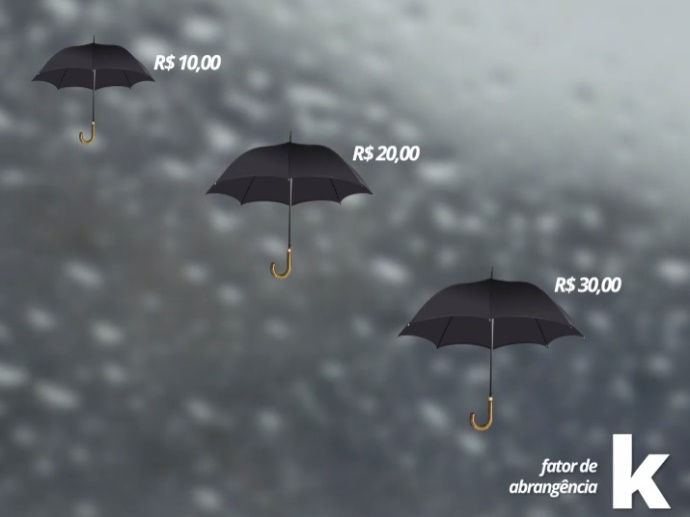 R$ 10,00
R$ 20,00
R$ 30,00
fator de
abrangência
k